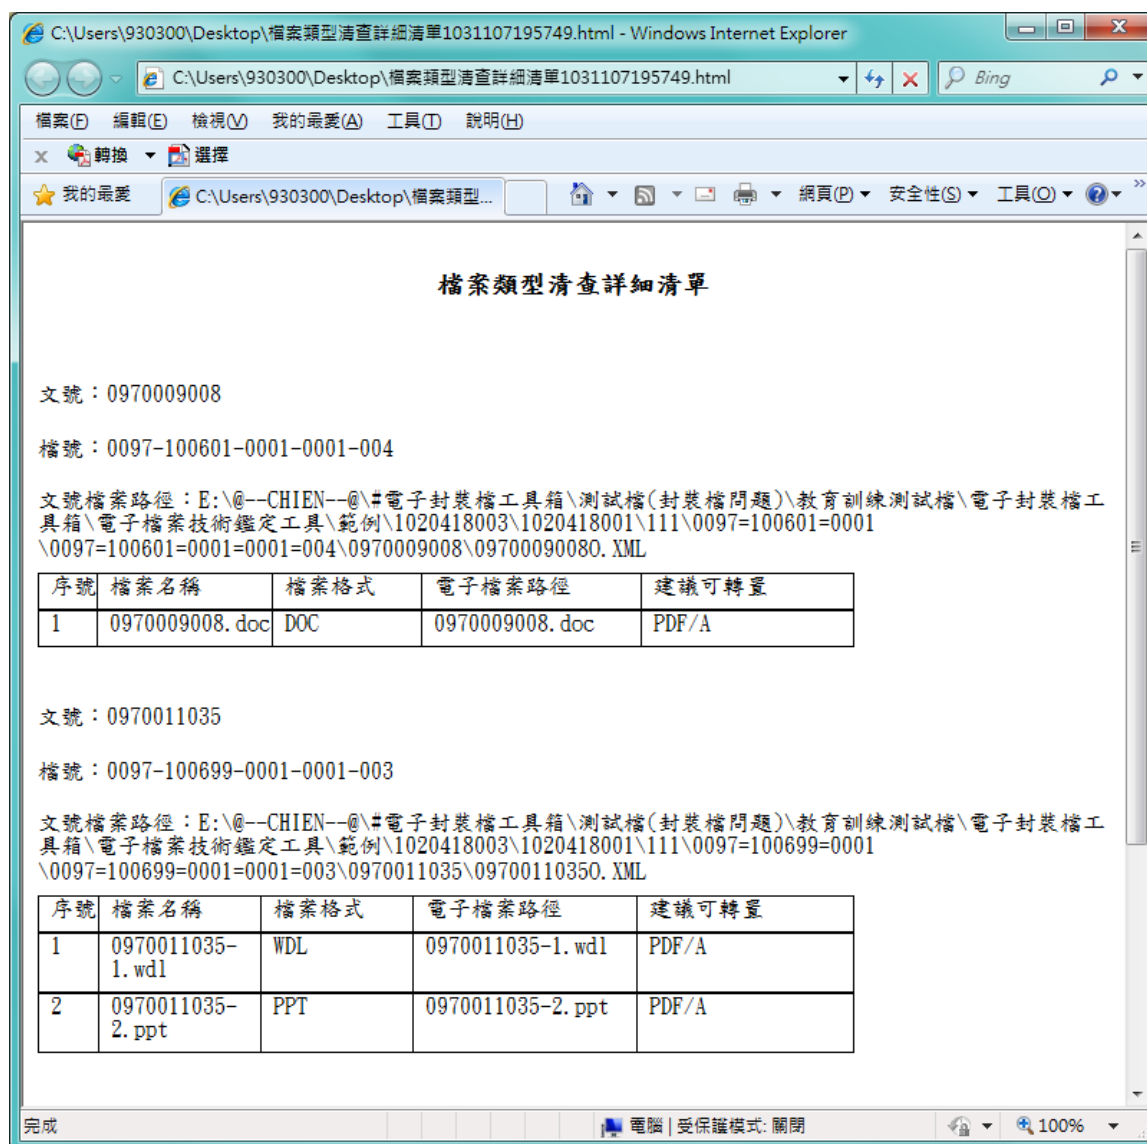 C:\Users\930300\Desktop\檔案類型清查詳細清單1031107195749.html - Windows Internet Explorer
C:\Users\930300\Desktop\檔案類型清查詳細清單1031107195749.html Bing
檔案(F) 編輯(E) 檢視(V) 我的最愛(A) 工具(T) 說明(H)
x 轉換 選擇
我的最愛 C:\Users\930300\Desktop\檔案類型... 網頁(P) 安全性(S) 工具(O) »
檔案類型清查詳細清單
文號：0970009008
檔號：0097-100601-0001-0001-004
文號檔案路徑：E:\@--CHIEN--@\#電子封裝檔工具箱\測試檔(封裝檔問題)\教育訓練測試檔\電子封裝檔工
具箱\電子檔案技術鑑定工具\範例\1020418003\1020418001\111\0097=100601=0001
\0097=100601=0001=0001=004\0970009008\0970009008O.XML
序號 檔案名稱 檔案格式 電子檔案路徑 建議可轉置
1 0970009008.doc DOC 0970009008.doc PDF/A
文號：0970011035
檔號：0097-100699-0001-0001-003
文號檔案路徑：E:\@--CHIEN--@\#電子封裝檔工具箱\測試檔(封裝檔問題)\教育訓練測試檔\電子封裝檔工
具箱\電子檔案技術鑑定工具\範例\1020418003\1020418001\111\0097=100699=0001
\0097=100699=0001=0001=003\0970011035\0970011035O.XML
序號 檔案名稱 檔案格式 電子檔案路徑 建議可轉置
1 0970011035- WDL 0970011035-1.wdl PDF/A
1.wdl
2 0970011035- PPT 0970011035-2.ppt PDF/A
2.ppt
完成 電腦 | 受保護模式: 關閉 100%